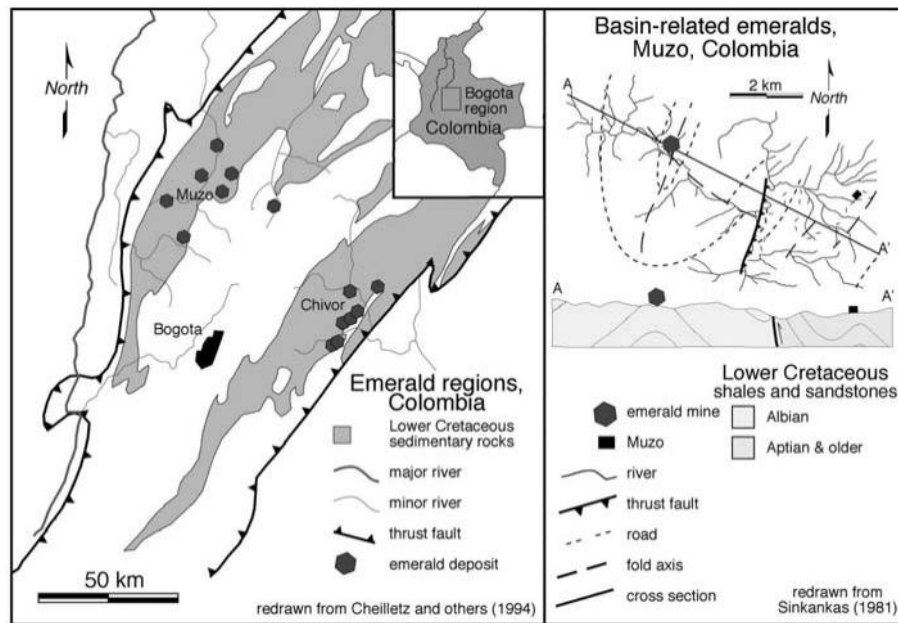 North
Muzo
Bogota
region
Colombia
Chivor
Bogota
Emerald regions,
Colombia
Lower Cretaceous
sedimentary rocks
major river
minor river
thrust fault
emerald deposit
50 km
redrawn from Cheilletz and others (1994)
Basin-related emeralds,
Muzo, Colombia
2 km
A
North
A'
A
A'
Lower Cretaceous
shales and sandstones
emerald mine
Albian
Muzo
Aptian & older
river
thrust fault
road
fold axis
cross section
redrawn from
Sinkankas (1981)